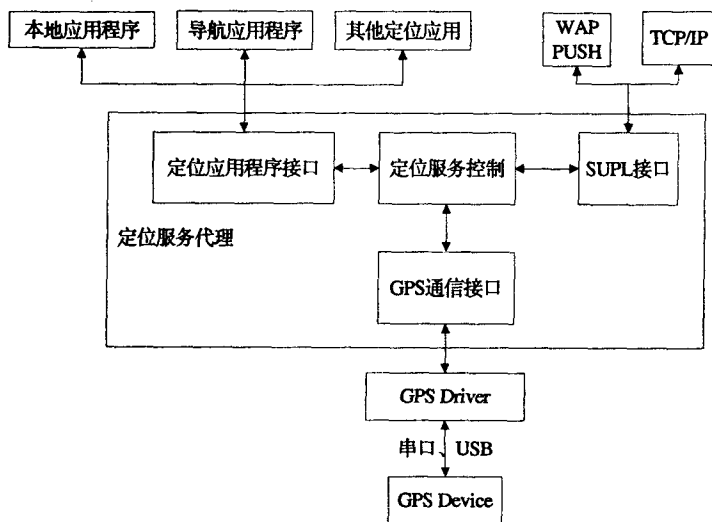 本地应用程序
导航应用程序
其他定位应用
WAP
PUSH
TCP/IP
定位应用程序接口
定位服务控制
SUPL接口
定位服务代理
GPS通信接口
GPS Driver
串口、USB
GPS Device